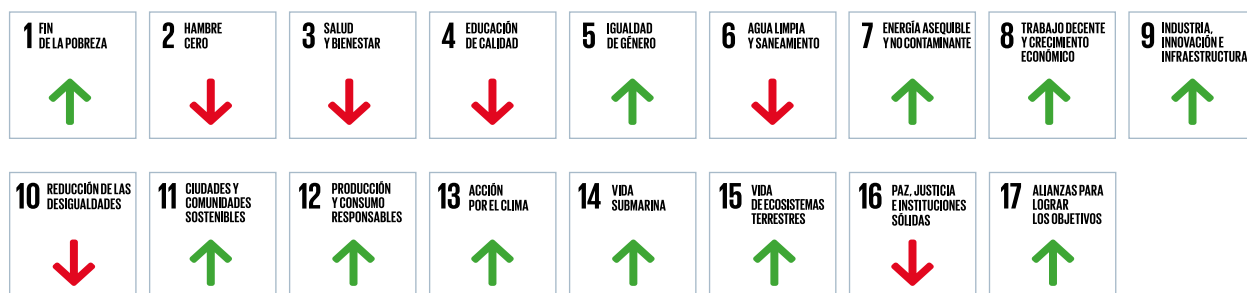 1 FIN
DE LA POBREZA
2 HAMBRE
CERO
3 SALUD
Y BIENESTAR
4 EDUCACIÓN
DE CALIDAD
5 IGUALDAD
DE GÉNERO
6 AGUA LIMPIA
Y SANEAMIENTO
7 ENERGÍA ASEQUIBLE
Y NO CONTAMINANTE
8 TRABAJO DECENTE
Y CRECIMIENTO
ECONÓMICO
9 INDUSTRIA,
INNOVACIÓN E
INFRAESTRUCTURA
10 REDUCCIÓN DE LAS
DESIGUALDADES
11 CIUDADES Y
COMUNIDADES
SOSTENIBLES
12 PRODUCCIÓN
Y CONSUMO
RESPONSABLES
13 ACCIÓN
POR EL CLIMA
14 VIDA
SUBMARINA
15 VIDA
DE ECOSISTEMAS
TERRESTRES
16 PAZ, JUSTICIA
E INSTITUCIONES
SÓLIDAS
17 ALIANZAS PARA
LOGRAR
LOS OBJETIVOS